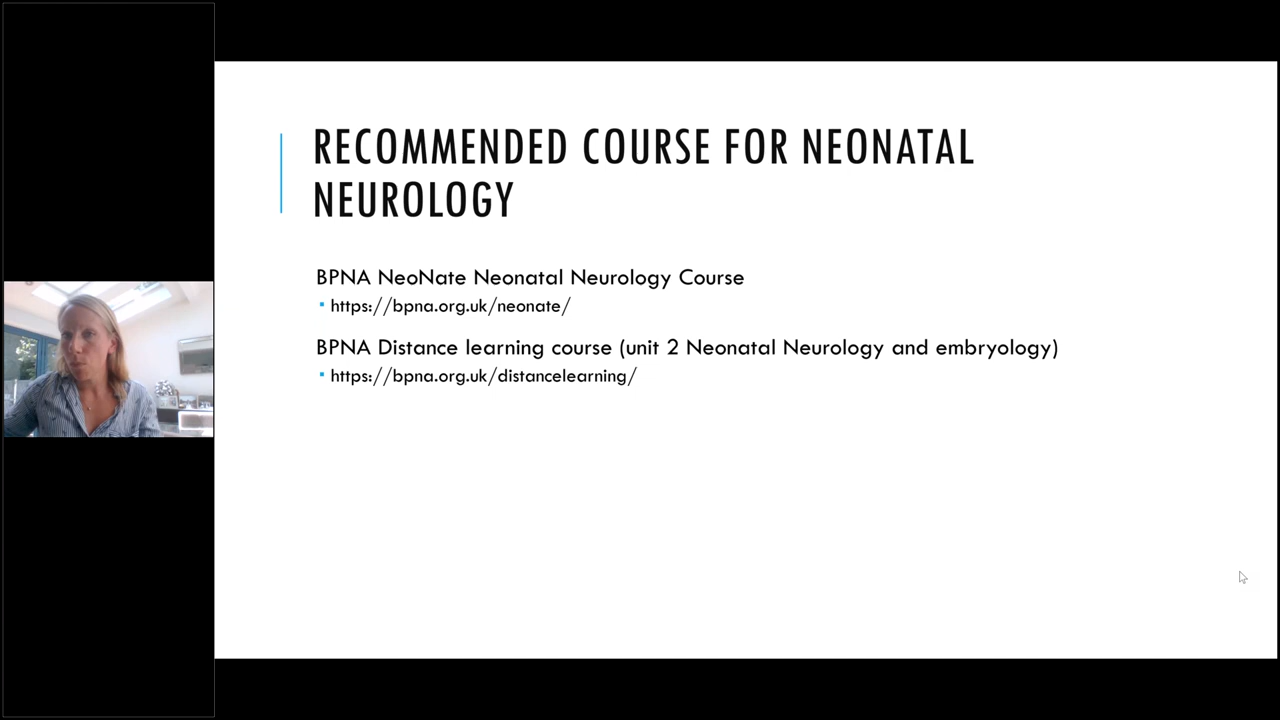 RECOMMENDED COURSE FOR NEONATAL
NEUROLOGY
BPNA NeoNate Neonatal Neurology Course
https://bpna.org.uk/neonate/
BPNA Distance learning course (unit 2 Neonatal Neurology and embryology)
https://bpna.org.uk/distancelearning/